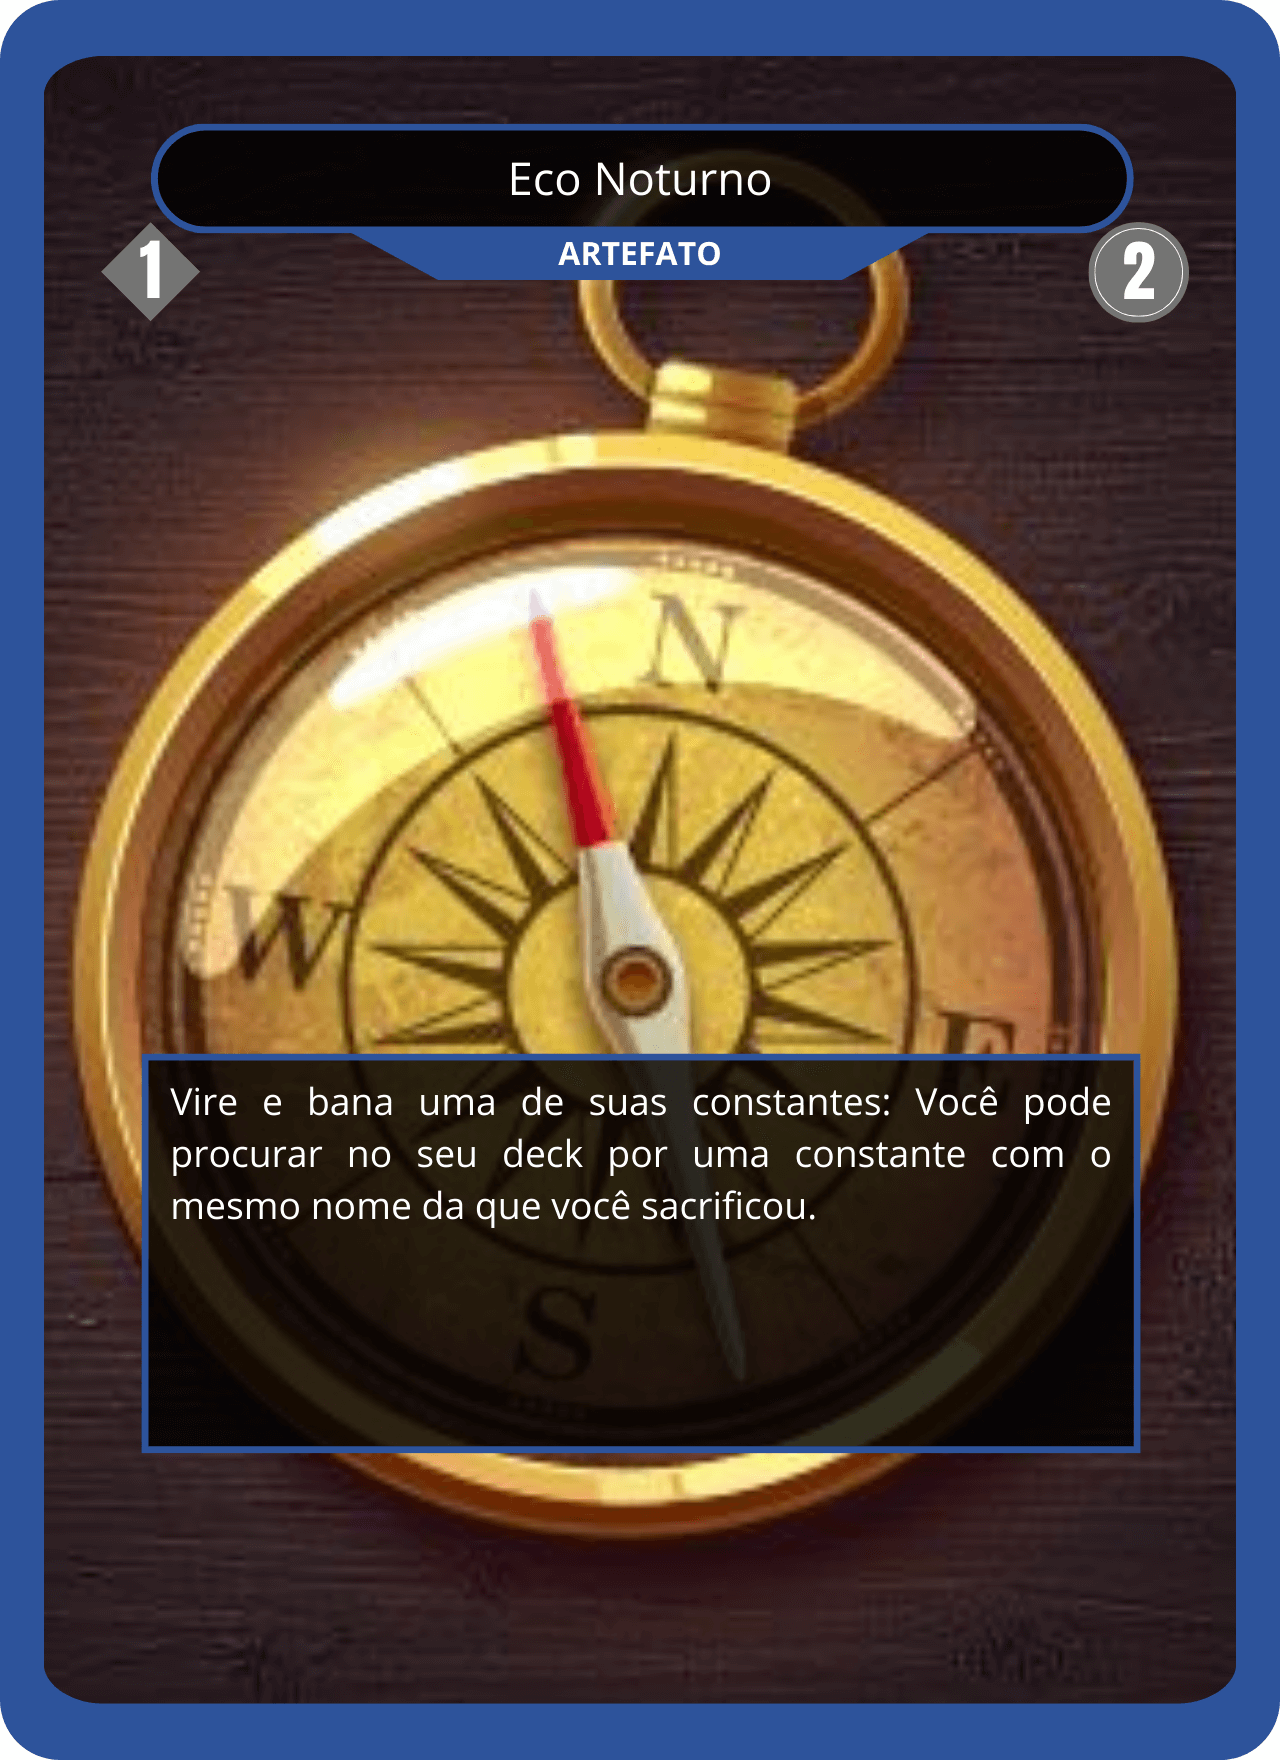 Eco Noturno
ARTEFATO
1
2
N
W
E
Vire e bana uma de suas constantes: Você pode
procurar no seu deck por uma constante com o
mesmo nome da que você sacrificou.
S